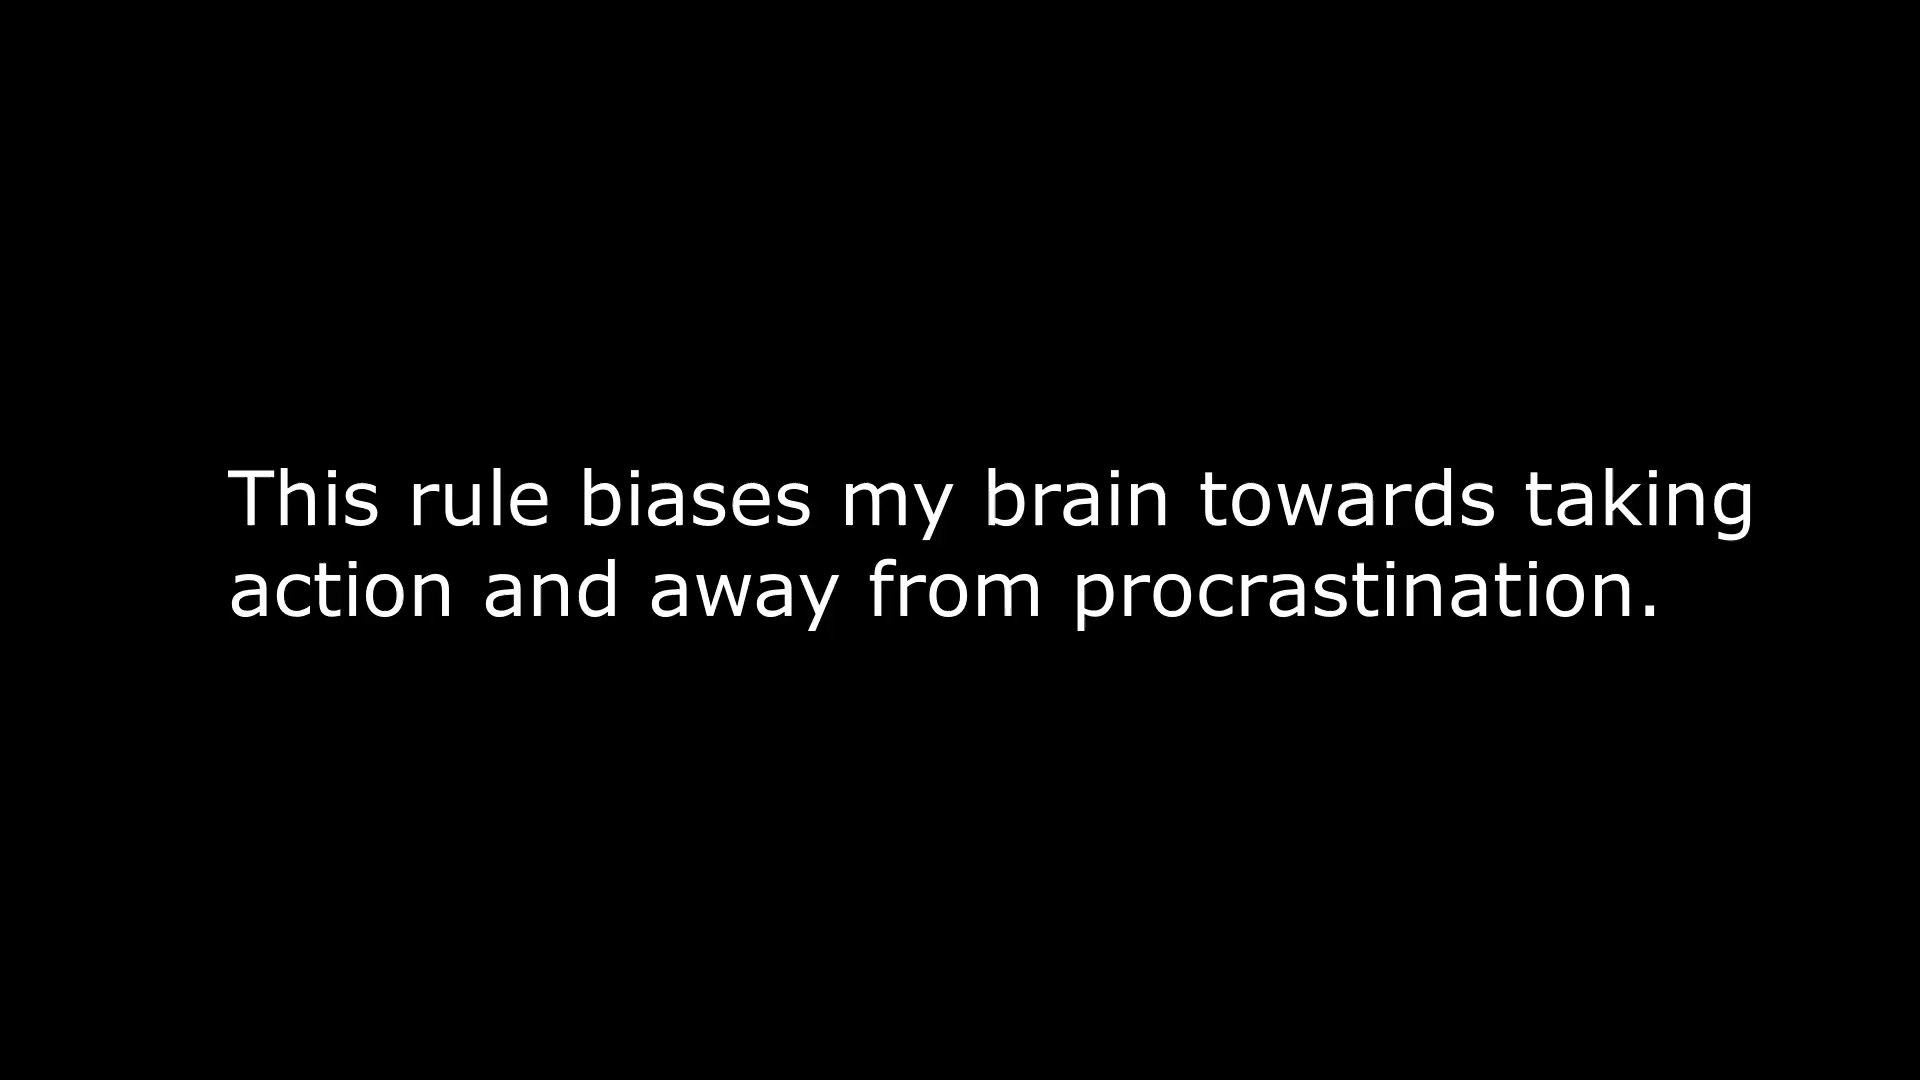 This rule biases my brain towards taking
action and away from procrastination.